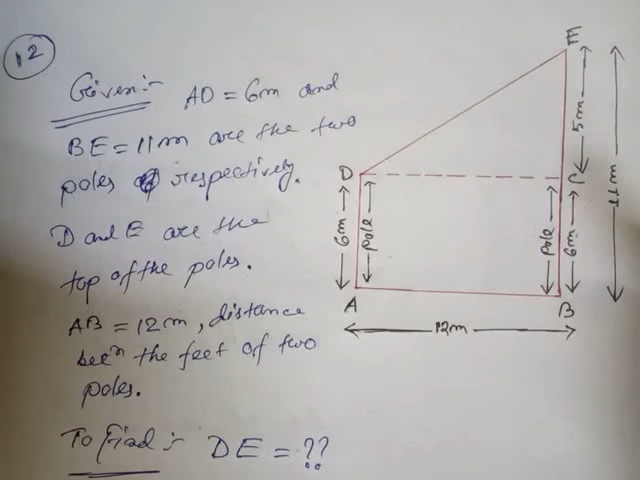 12
Given :- AD = 6m and
BE = 11m are the two
poles respectively.
D and E are the
top of the poles.
AB = 12m, distance
beeⁿ the feet of two
poles.
To Find :- DE = ??
E
5m
11m
D
C
6m
Pole
Pole
6m
A
B
12m